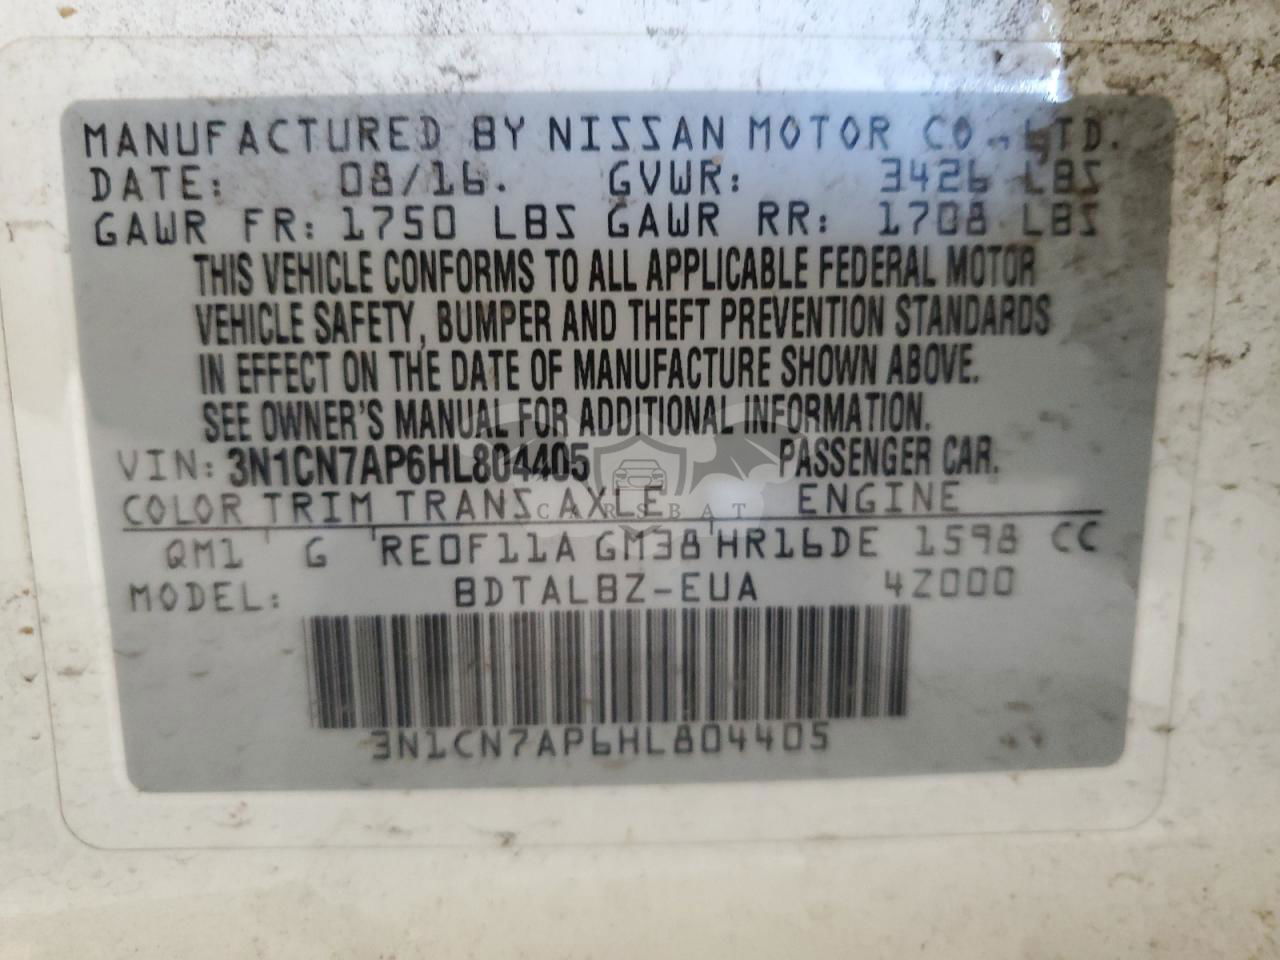 MANUFACTURED BY NISSAN MOTOR CO., LTD.
DATE: 08/16. GVWR: 3426 LBS
GAWR FR: 1750 LBS GAWR RR: 1708 LBS
THIS VEHICLE CONFORMS TO ALL APPLICABLE FEDERAL MOTOR
VEHICLE SAFETY, BUMPER AND THEFT PREVENTION STANDARDS
IN EFFECT ON THE DATE OF MANUFACTURE SHOWN ABOVE.
SEE OWNER'S MANUAL FOR ADDITIONAL INFORMATION.
VIN: 3N1CN7AP6HL804405 PASSENGER CAR.
COLOR TRIM TRANS AXLE ENGINE
CARSBAT
QM1 G RE0F11A GM38 HR16DE 1598 CC
MODEL: BDTALBZ-EUA 4Z000
3N1CN7AP6HL804405